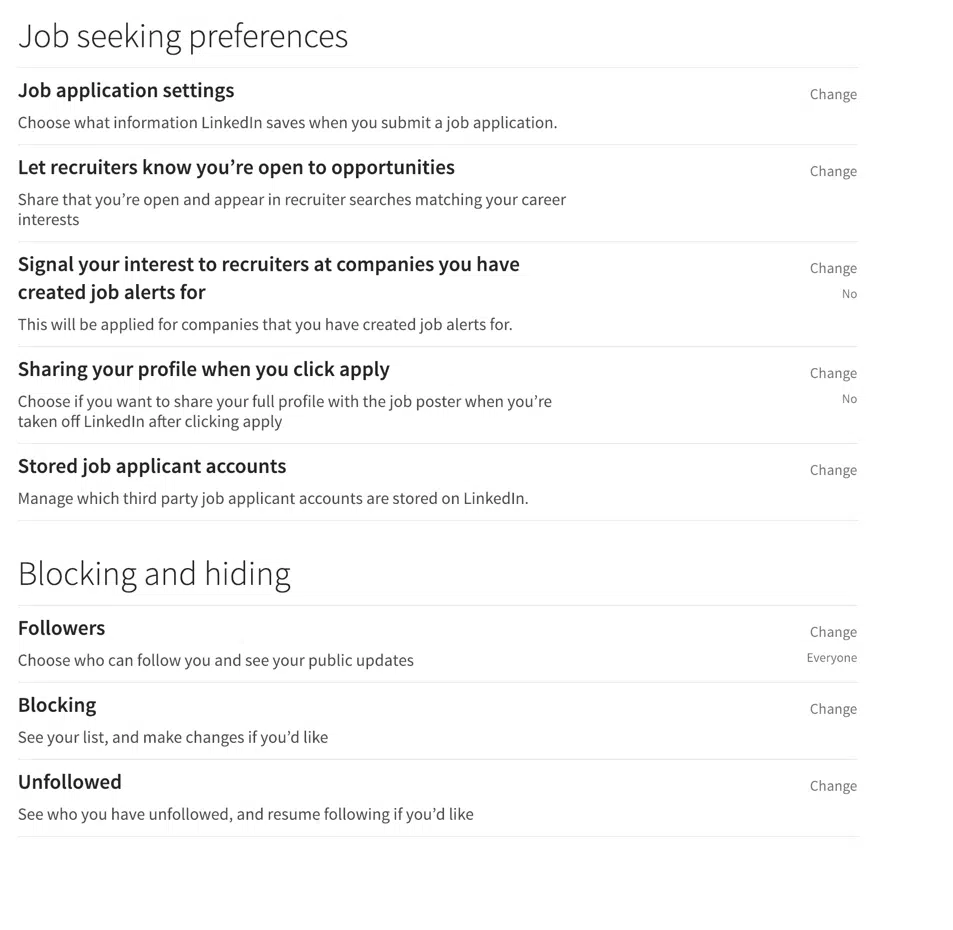 Job seeking preferences
Job application settings
Change
Choose what information LinkedIn saves when you submit a job application.
Let recruiters know you’re open to opportunities
Change
Share that you’re open and appear in recruiter searches matching your career
interests
Signal your interest to recruiters at companies you have
Change
created job alerts for
No
This will be applied for companies that you have created job alerts for.
Sharing your profile when you click apply
Change
Choose if you want to share your full profile with the job poster when you’re
No
taken off LinkedIn after clicking apply
Stored job applicant accounts
Change
Manage which third party job applicant accounts are stored on LinkedIn.
Blocking and hiding
Followers
Change
Choose who can follow you and see your public updates
Everyone
Blocking
Change
See your list, and make changes if you’d like
Unfollowed
Change
See who you have unfollowed, and resume following if you’d like